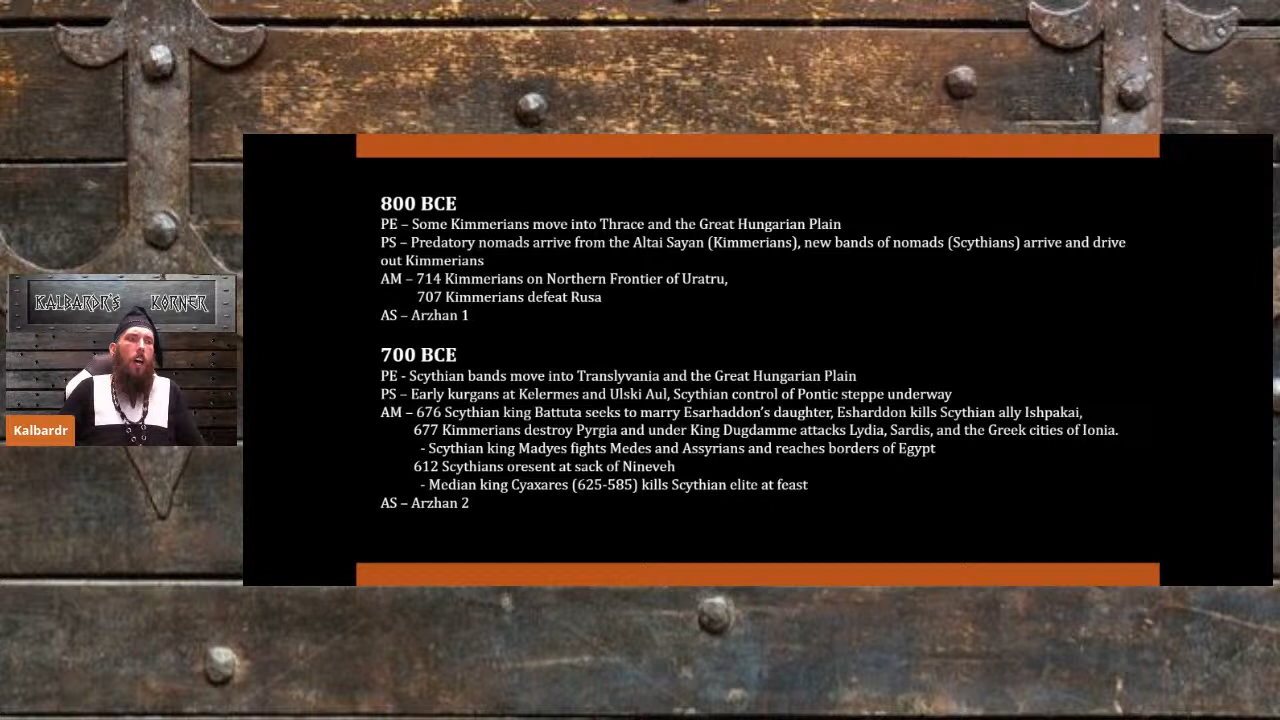 800 BCE
PE – Some Kimmerians move into Thrace and the Great Hungarian Plain
PS – Predatory nomads arrive from the Altai Sayan (Kimmerians), new bands of nomads (Scythians) arrive and drive
out Kimmerians
AM – 714 Kimmerians on Northern Frontier of Uratru,
707 Kimmerians defeat Rusa
AS – Arzhan 1
700 BCE
PE - Scythian bands move into Translyvania and the Great Hungarian Plain
PS – Early kurgans at Kelermes and Ulski Aul, Scythian control of Pontic steppe underway
AM – 676 Scythian king Battuta seeks to marry Esarhaddon's daughter, Esharddon kills Scythian ally Ishpakai,
677 Kimmerians destroy Pyrgia and under King Dugdamme attacks Lydia, Sardis, and the Greek cities of Ionia.
- Scythian king Madyes fights Medes and Assyrians and reaches borders of Egypt
612 Scythians oresent at sack of Nineveh
- Median king Cyaxares (625-585) kills Scythian elite at feast
AS – Arzhan 2
KALBARDR'S KORNER
Kalbardr